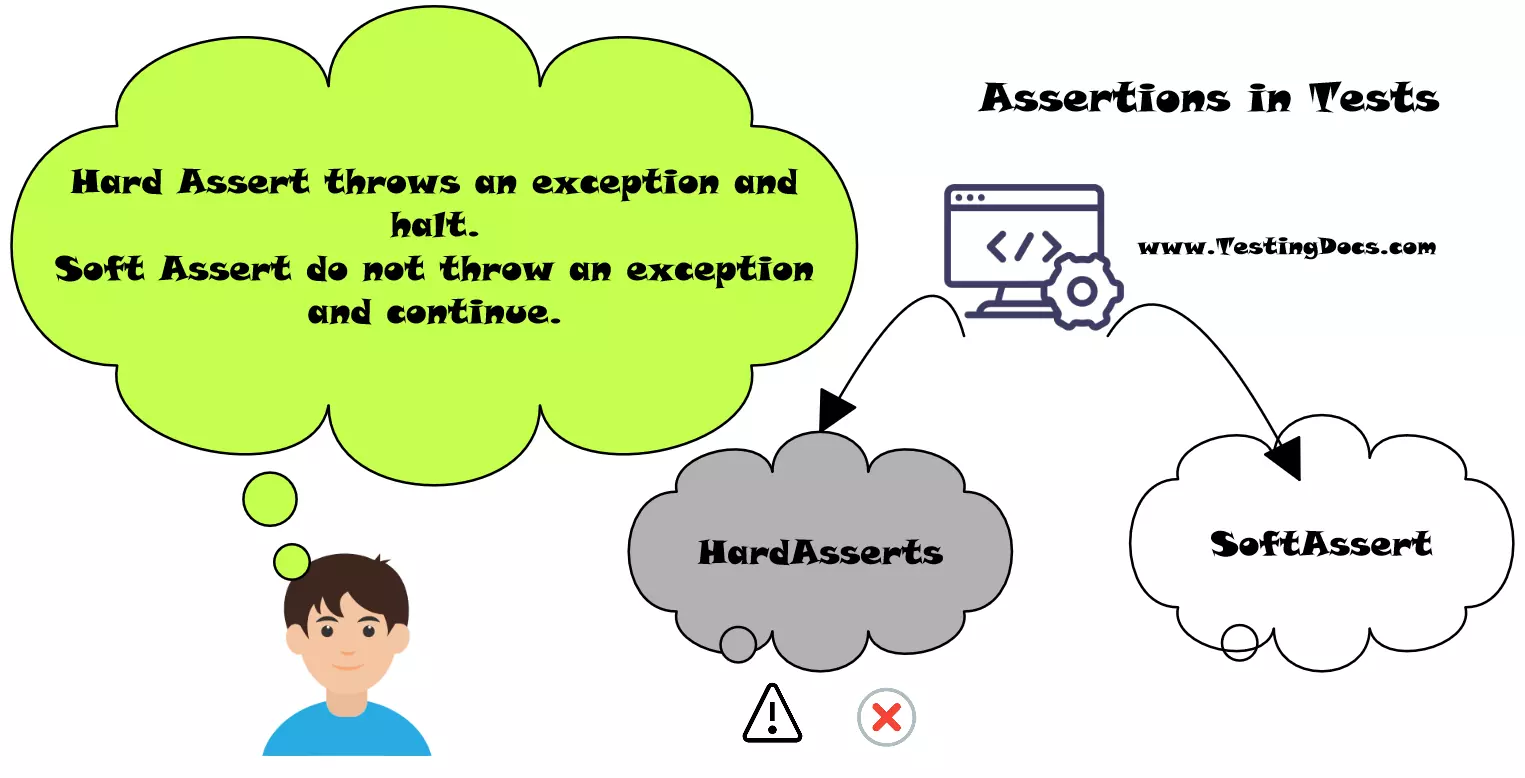 Assertions in Tests
Hard Assert throws an exception and
halt.
Soft Assert do not throw an exception
and continue.
</>
www.TestingDocs.com
HardAsserts
SoftAssert